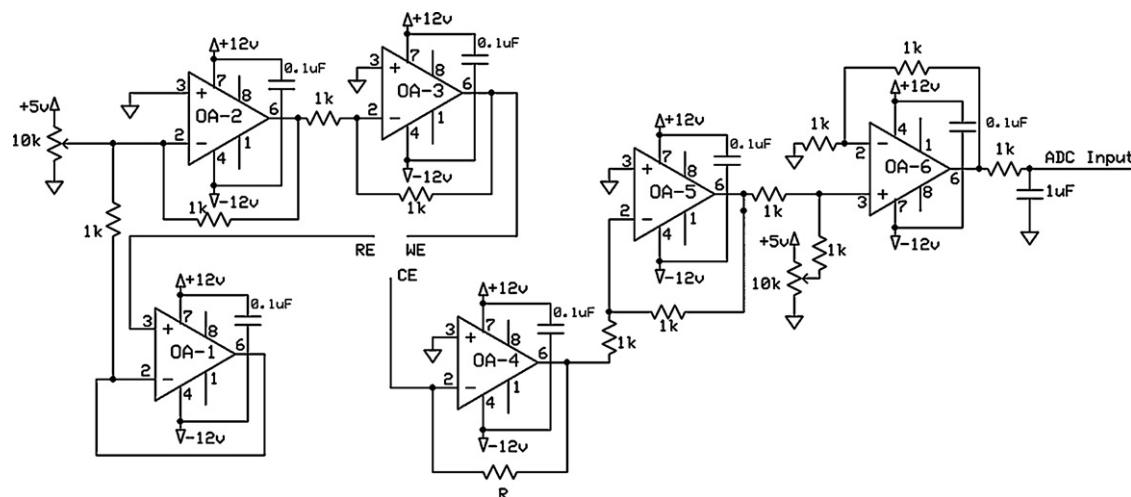 +12v
0.1uF
3
+
7
8
OA-2
6
2
-
1
4
-12v
1k
+5v
10k
1k
1k
+12v
0.1uF
3
+
7
8
OA-3
6
2
-
1
4
-12v
1k
RE WE
CE
+12v
0.1uF
3
+
7
8
OA-1
6
2
-
1
4
-12v
+12v
0.1uF
3
+
7
8
OA-4
6
2
-
1
4
-12v
R
1k
+12v
0.1uF
3
+
7
8
OA-5
6
2
-
1
4
-12v
1k
1k
+5v
10k
1k
1k
1k
+12v
0.1uF
4
1
2
-
OA-6
6
+
3
8
7
-12v
1k
ADC Input
1uF